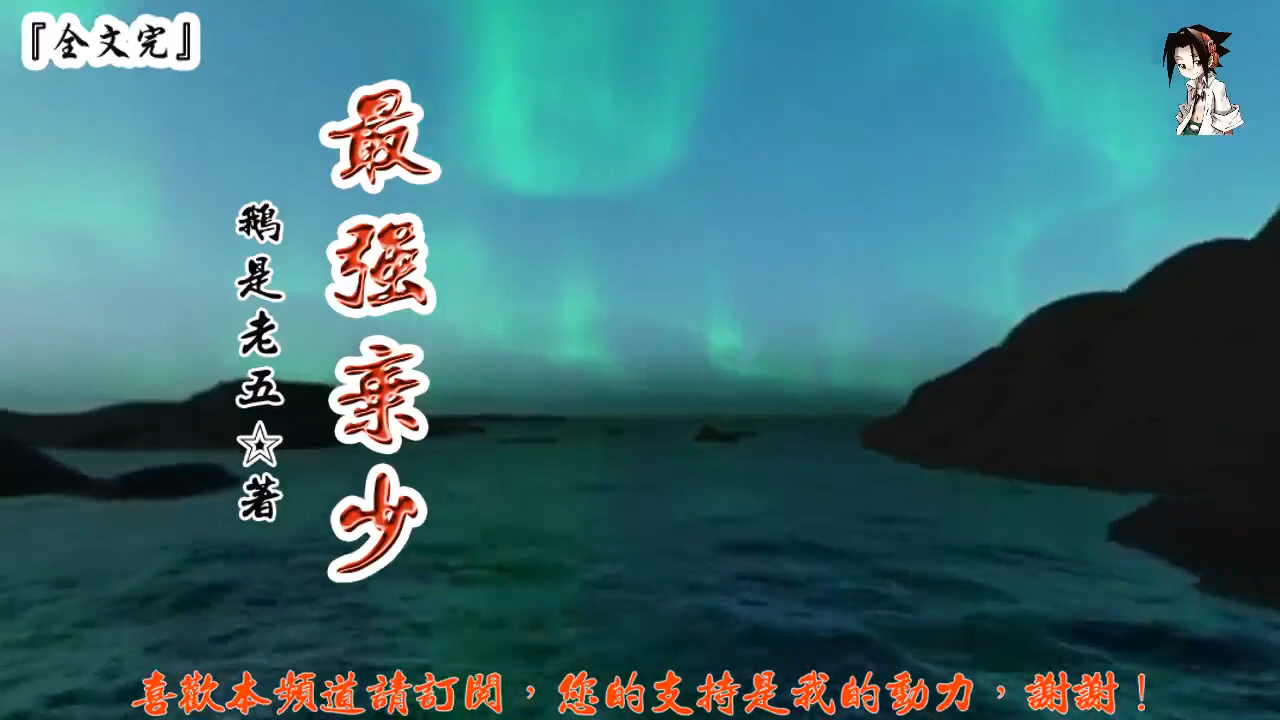 『全文完』
最強棄少
鵝是老五☆著
喜歡本頻道請訂閱，您的支持是我的動力，謝謝！